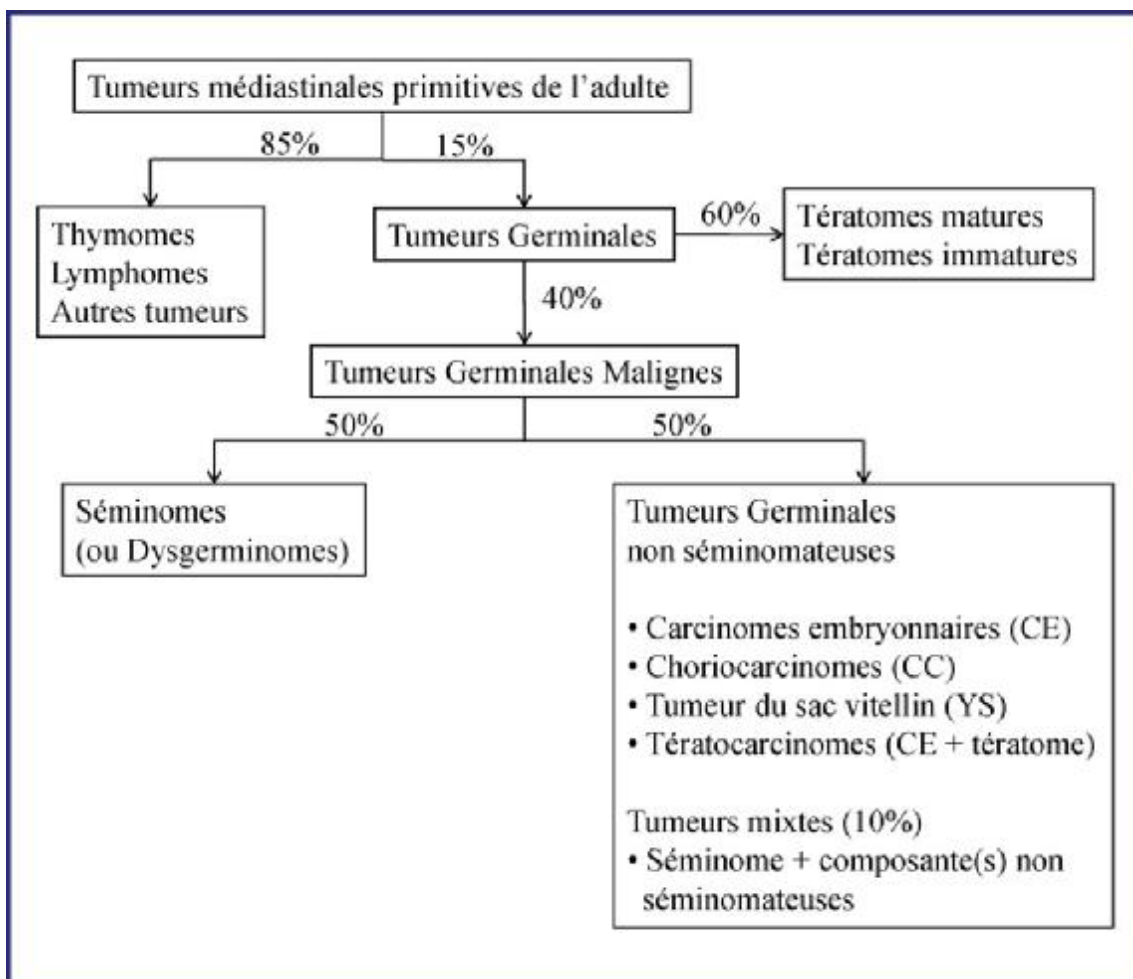 Tumeurs médiastinales primitives de l’adulte
85%
15%
Thymomes
Lymphomes
Autres tumeurs
Tumeurs Germinales
60%
Tératomes matures
Tératomes immatures
40%
Tumeurs Germinales Malignes
50%
50%
Séminomes
(ou Dysgerminomes)
Tumeurs Germinales
non séminomateuses
• Carcinomes embryonnaires (CE)
• Choriocarcinomes (CC)
• Tumeur du sac vitellin (YS)
• Tératocarcinomes (CE + tératome)
Tumeurs mixtes (10%)
• Séminome + composante(s) non
séminomateuses